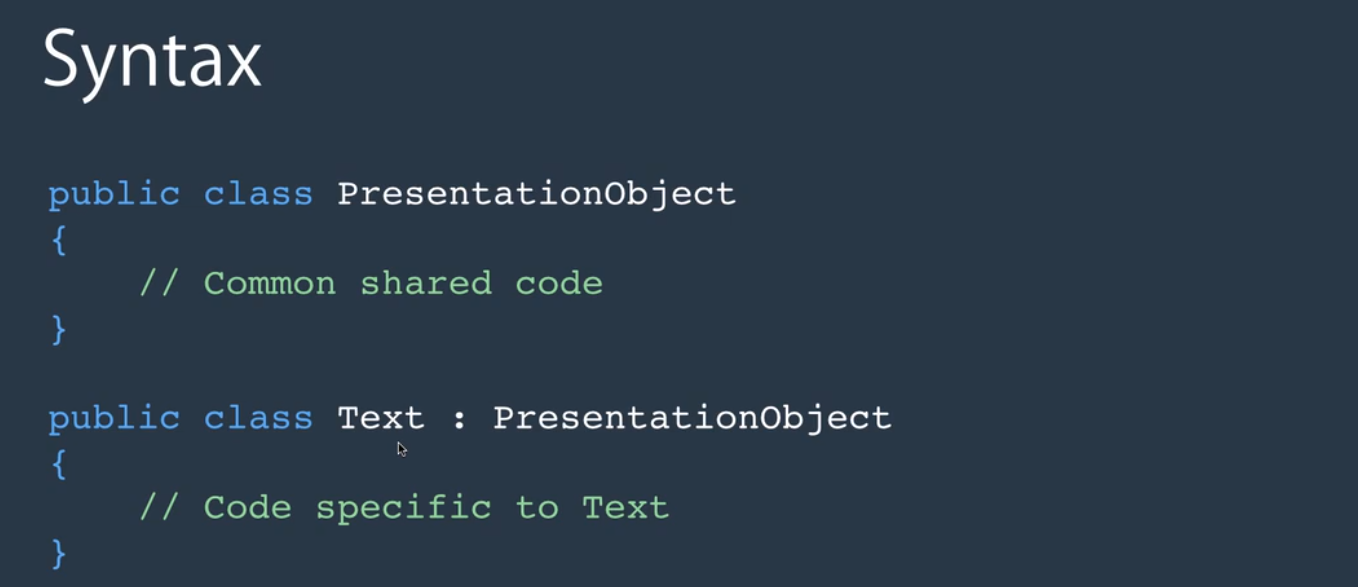 Syntax
public class PresentationObject
{
    // Common shared code
}
public class Text : PresentationObject
{
    // Code specific to Text
}